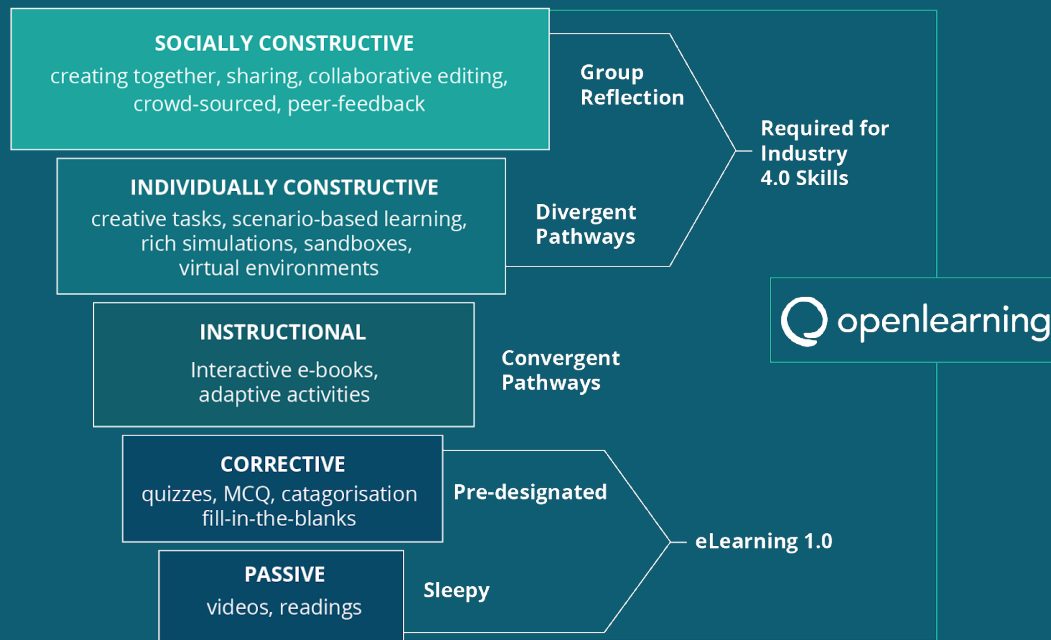 SOCIALLY CONSTRUCTIVE
creating together, sharing, collaborative editing,
crowd-sourced, peer-feedback
Group
Reflection
Required for
Industry
4.0 Skills
INDIVIDUALLY CONSTRUCTIVE
creative tasks, scenario-based learning,
rich simulations, sandboxes,
virtual environments
Divergent
Pathways
openlearning
INSTRUCTIONAL
Interactive e-books,
adaptive activities
Convergent
Pathways
CORRECTIVE
quizzes, MCQ, catagorisation
fill-in-the-blanks
Pre-designated
eLearning 1.0
PASSIVE
videos, readings
Sleepy